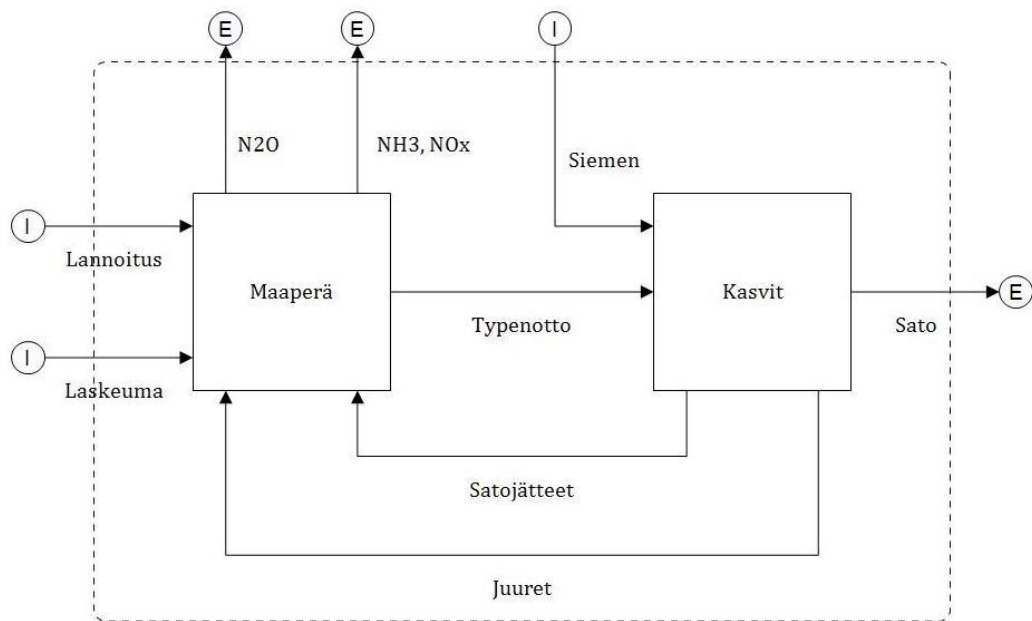 E
E
I
N2O
NH3, NOx
Siemen
I
Lannoitus
Maaperä
Kasvit
Typenotto
E
Sato
I
Laskeuma
Satojätteet
Juuret